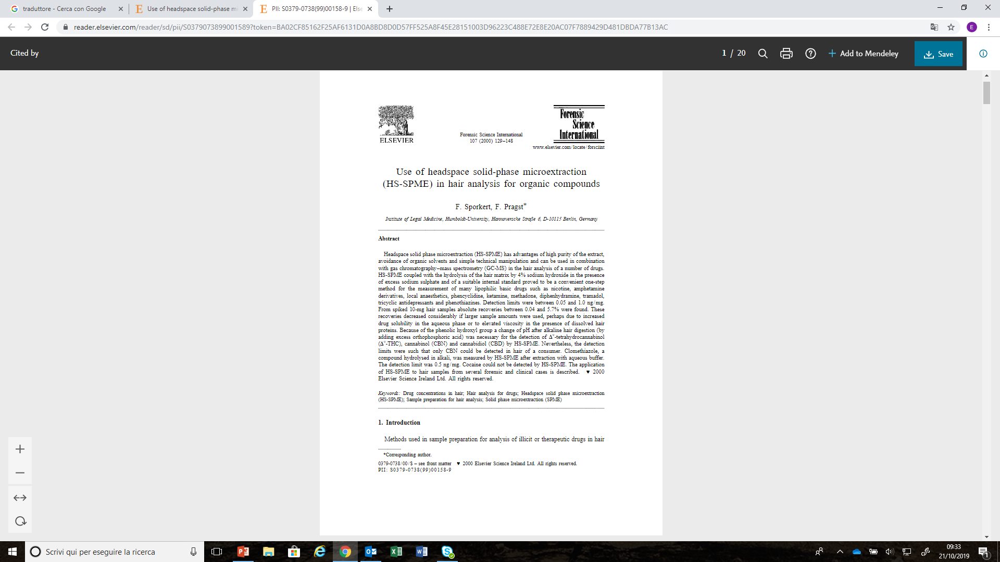 traduttore - Cerca con Google
Use of headspace solid-phase mi
PII: S0379-0738(99)00158-9 | Else
reader.elsevier.com/reader/sd/pii/S0379073899001589?token=BA02CF85162F25AF6131D0A8BD8D0D57FF525A8F45E28151003D96223C488E72E8E20AC07F7889429D481DBDA77B13AC
E
Cited by
1 / 20
Add to Mendeley
Save
ELSEVIER
Forensic Science International
107 (2000) 129–148
Forensic
Science
International
www.elsevier.com/locate/forsciint
Use of headspace solid-phase microextraction
(HS-SPME) in hair analysis for organic compounds
F. Sporkert, F. Pragst*
Institute of Legal Medicine, Humboldt-University, Hannoversche Straße 6, D-10115 Berlin, Germany
Abstract
Headspace solid phase microextraction (HS-SPME) has advantages of high purity of the extract,
avoidance of organic solvents and simple technical manipulation and can be used in combination
with gas chromatography–mass spectrometry (GC-MS) in the hair analysis of a number of drugs.
HS-SPME coupled with the hydrolysis of the hair matrix by 4% sodium hydroxide in the presence
of excess sodium sulphate and of a suitable internal standard proved to be a convenient one-step
method for the measurement of many lipophilic basic drugs such as nicotine, amphetamine
derivatives, local anaesthetics, phencyclidine, ketamine, methadone, diphenhydramine, tramadol,
tricyclic antidepressants and phenothiazines. Detection limits were between 0.05 and 1.0 ng/mg.
From spiked 10-mg hair samples absolute recoveries between 0.04 and 5.7% were found. These
recoveries decreased considerably if larger sample amounts were used, perhaps due to increased
drug solubility in the aqueous phase or to elevated viscosity in the presence of dissolved hair
proteins. Because of the phenolic hydroxyl group a change of pH after alkaline hair digestion (by
adding excess orthophosphoric acid) was necessary for the detection of Δ⁹-tetrahydrocannabinol
(Δ⁹-THC), cannabinol (CBN) and cannabidiol (CBD) by HS-SPME. Nevertheless, the detection
limits were such that only CBN could be detected in hair of a consumer. Clomethiazole, a
compound hydrolysed in alkali, was measured by HS-SPME after extraction with aqueous buffer.
The detection limit was 0.5 ng/mg. Cocaine could not be detected by HS-SPME. The application
of HS-SPME to hair samples from several forensic and clinical cases is described. ♥ 2000
Elsevier Science Ireland Ltd. All rights reserved.
Keywords: Drug concentrations in hair; Hair analysis for drugs; Headspace solid phase microextraction
(HS-SPME); Sample preparation for hair analysis; Solid phase microextraction (SPME)
1. Introduction
Methods used in sample preparation for analysis of illicit or therapeutic drugs in hair
*Corresponding author.
0379-0738/00/$ – see front matter ♥ 2000 Elsevier Science Ireland Ltd. All rights reserved.
PII: S0379-0738(99)00158-9
Scrivi qui per eseguire la ricerca
09:33
21/10/2019
1